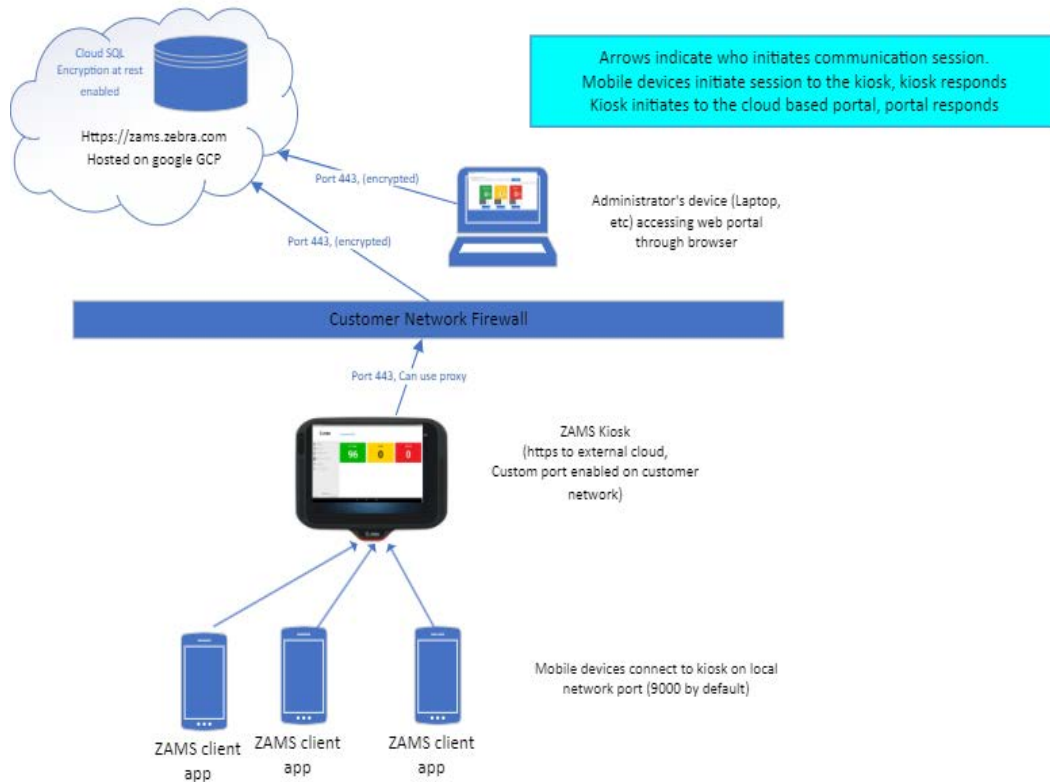 Cloud SQL
Encryption at rest
enabled
Https://zams.zebra.com
Hosted on google GCP
Arrows indicate who initiates communication session.
Mobile devices initiate session to the kiosk, kiosk responds
Kiosk initiates to the cloud based portal, portal responds
Port 443, (encrypted)
Administrator's device (Laptop,
etc) accessing web portal
through browser
Port 443, (encrypted)
Customer Network Firewall
Port 443, Can use proxy
96
0
0
ZAMS Kiosk
(https to external cloud,
Custom port enabled on customer
network)
Mobile devices connect to kiosk on local
network port (9000 by default)
ZAMS client
app
ZAMS client
app
ZAMS client
app